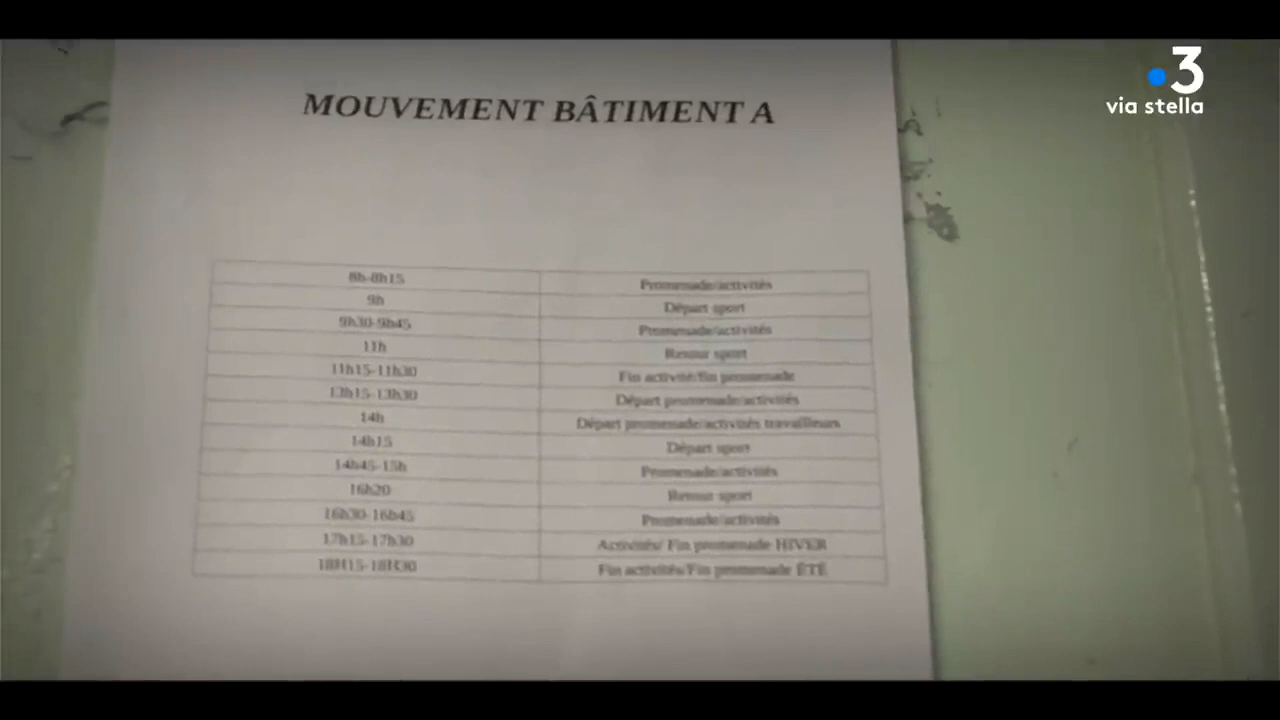 3
via stella
MOUVEMENT BÂTIMENT A
8h-8h15 Promenade/activités
9h Départ sport
9h30-9h45 Promenade/activités
11h Retour sport
11h15-11h30 Fin activité/fin promenade
13h15-13h30 Départ promenade/activités
14h Départ promenade/activités travailleurs
14h15 Départ sport
14h45-15h Promenade/activités
16h20 Retour sport
16h30-16h45 Promenade/activités
17h15-17h30 Activités/ Fin promenade HIVER
18H15-18H30 Fin activités/Fin promenade ÉTÉ